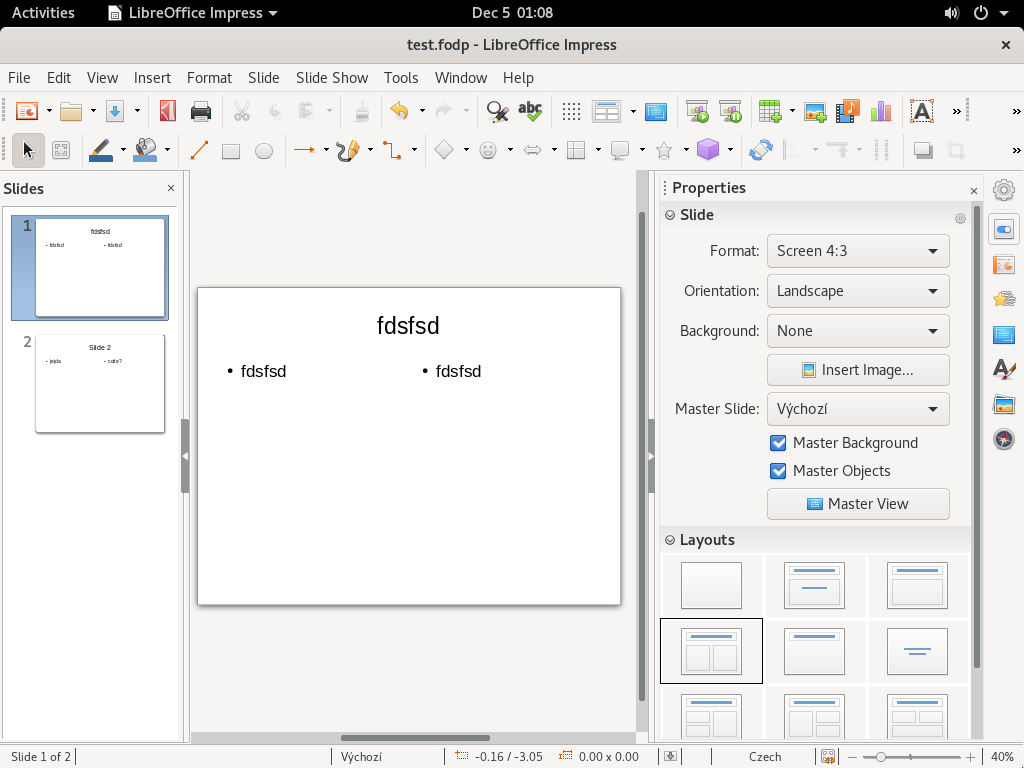 Activities
LibreOffice Impress
Dec 5 01:08
test.fodp - LibreOffice Impress
File Edit View Insert Format Slide Slide Show Tools Window Help
abc
A
Slides
Properties
Slide
1
fdsfsd
fdsfsd
fdsfsd
2
Slide 2
jejda
fdsfsd
fdsfsd
fdsfsd
Format: Screen 4:3
Orientation: Landscape
Background: None
Insert Image...
Master Slide: Výchozí
Master Background
Master Objects
Master View
Layouts
Slide 1 of 2
Výchozí
-0.16 / -3.05
0.00 x 0.00
Czech
40%